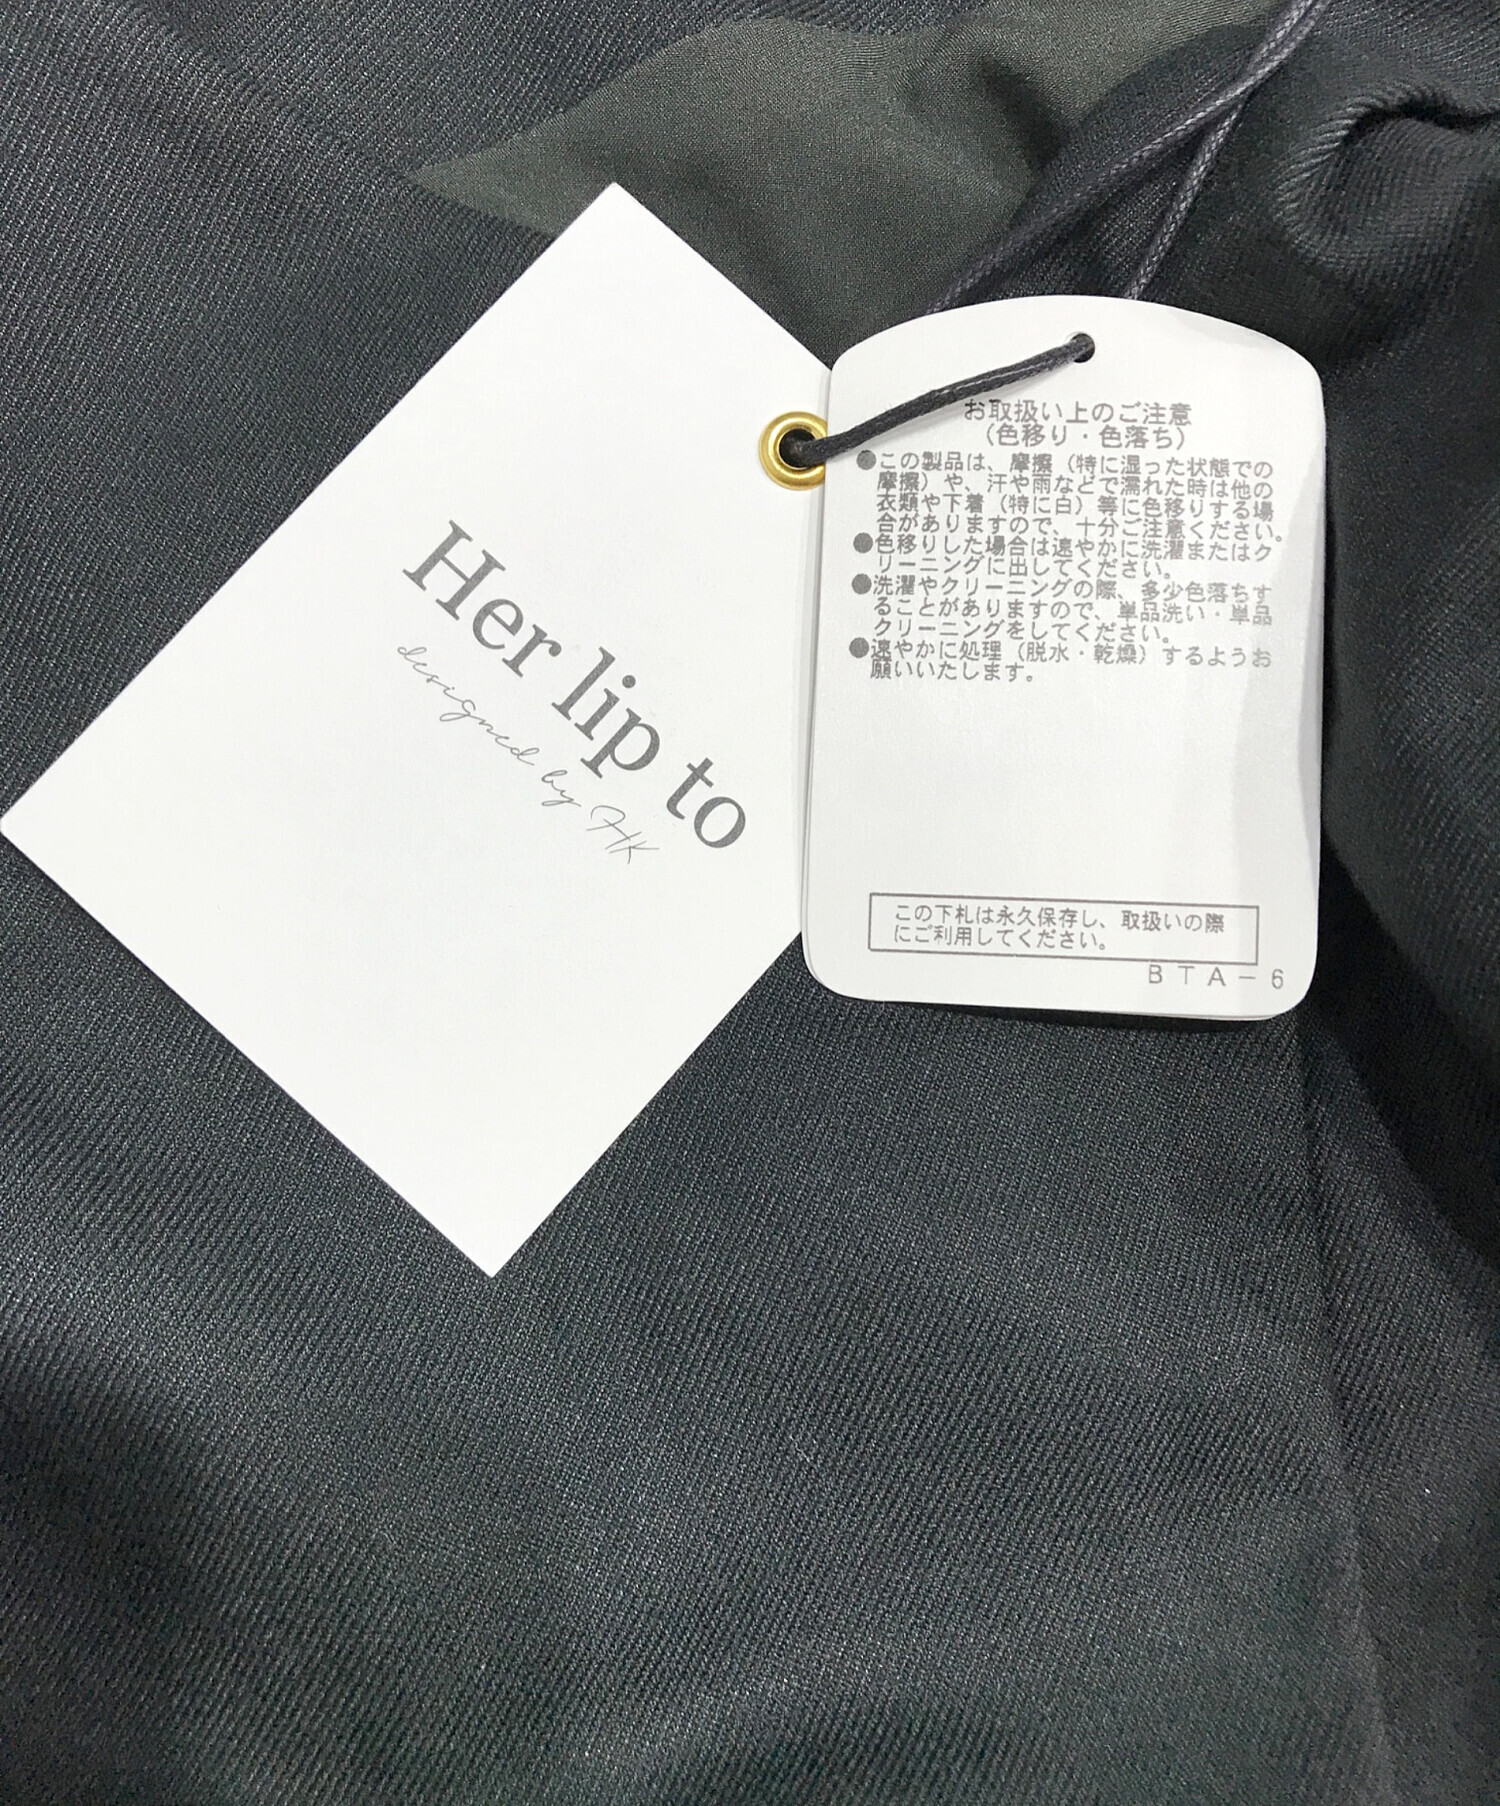 Her lip to
designed by HK
お取扱い上のご注意
（色移り・色落ち）
●この製品は、摩擦（特に湿った状態での
摩擦）や、汗や雨などで濡れた時は他の
衣類や下着（特に白）等に色移りする場
合がありますので、十分ご注意ください。
●色移りした場合は速やかに洗濯またはク
リーニングに出してください。
●洗濯やクリーニングの際、多少色落ちす
ることがありますので、単品洗い・単品
クリーニングをしてください。
●速やかに処理（脱水・乾燥）するようお
願いいたします。
この下札は永久保存し、取扱いの際
にご利用してください。
BTA－6